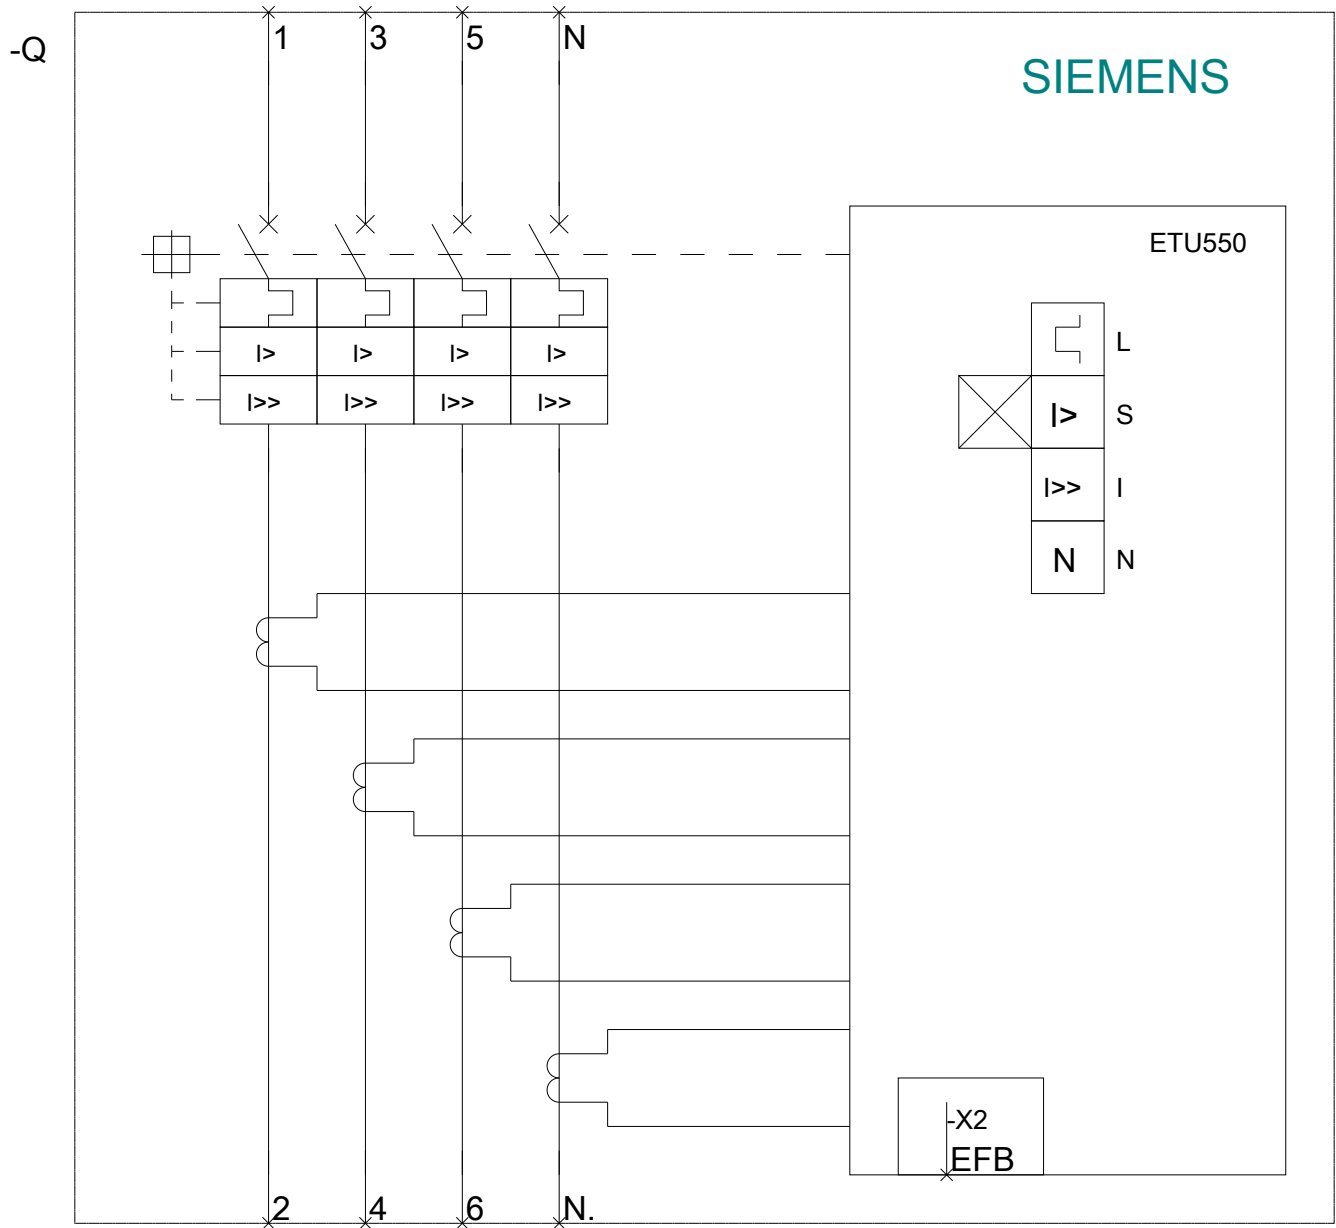 1 3 5 N
-Q
SIEMENS
ETU550
L
I> I> I> I>
I>> I>> I>> I>>
I> S
I>> I
N N
-X2
EFB
2 4 6 N.